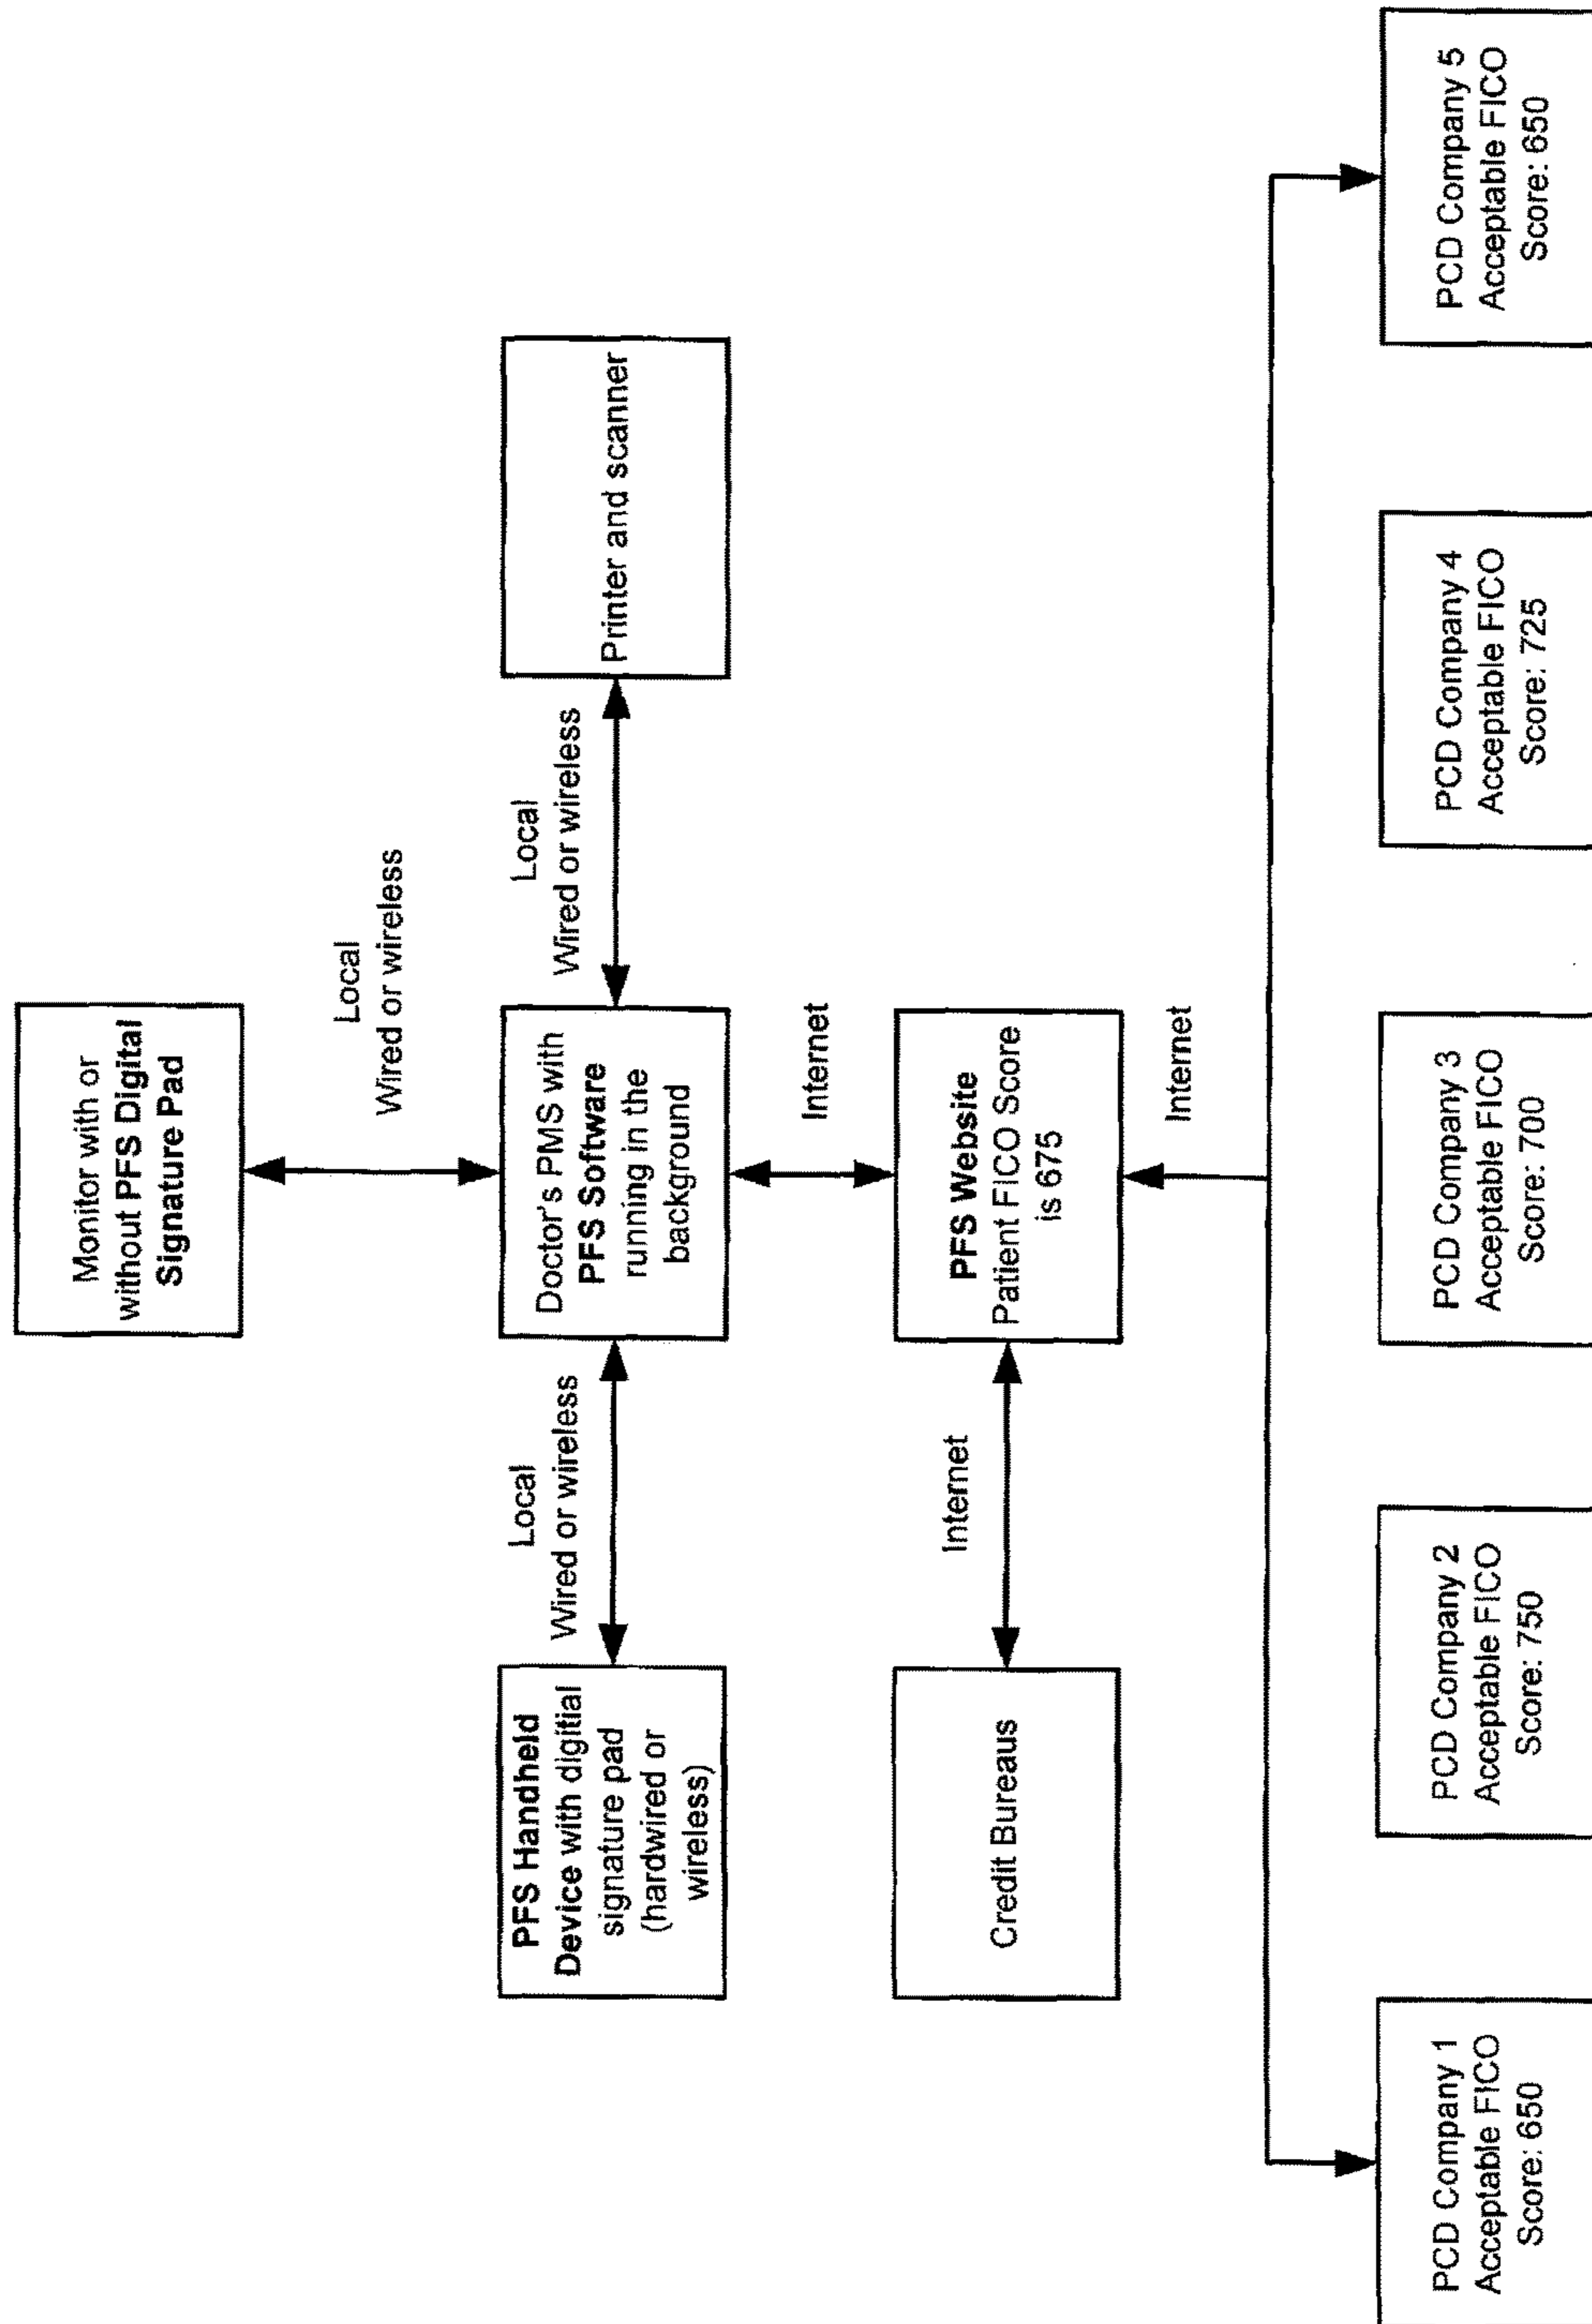 Monitor with or
without PFS Digital
Signature Pad
Local
Wired or wireless
PFS Handheld
Device with digitial
signature pad
(hardwired or
wireless)
Local
Wired or wireless
Doctor's PMS with
PFS Software
running in the
background
Local
Wired or wireless
Printer and scanner
Internet
Credit Bureaus
Internet
PFS Website
Patient FICO Score
is 675
Internet
PCD Company 1
Acceptable FICO
Score: 650
PCD Company 2
Acceptable FICO
Score: 750
PCD Company 3
Acceptable FICO
Score: 700
PCD Company 4
Acceptable FICO
Score: 725
PCD Company 5
Acceptable FICO
Score: 650